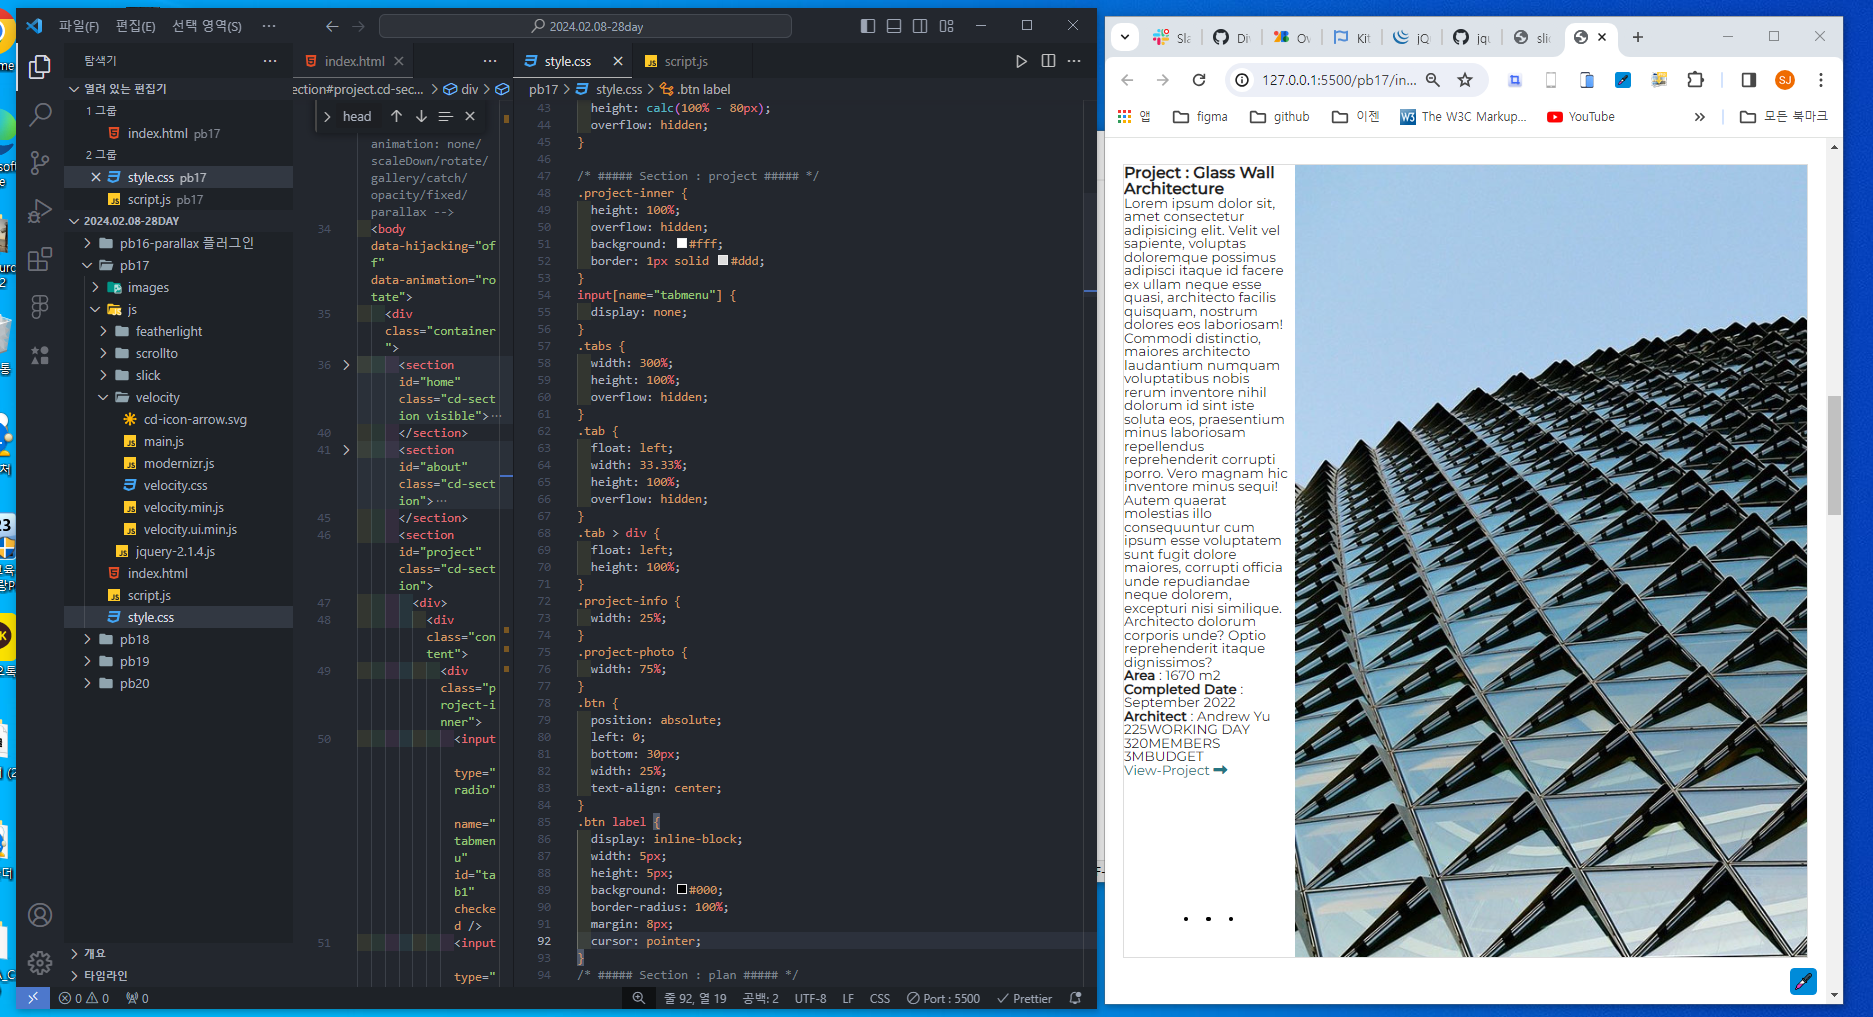 파일(F) 편집(E) 선택 영역(S) ··· 2024.02.08-28day
탐색기
열려 있는 편집기
1 그룹
index.html pb17
2 그룹
style.css pb17
script.js pb17
2024.02.08-28DAY
pb16-parallax 플러그인
pb17
images
js
featherlight
scrollto
slick
velocity
cd-icon-arrow.svg
main.js
modernizr.js
velocity.css
velocity.min.js
velocity.ui.min.js
jquery-2.1.4.js
index.html
script.js
style.css
pb18
pb19
pb20
개요
타임라인
index.html
ection#project.cd-sec... > div >
head
animation: none/
scaleDown/rotate/
gallery/catch/
opacity/fixed/
parallax -->
34 <body
data-hijacking="of
f"
data-animation="ro
tate">
35 <div
class="container
">
36 <section
id="home"
class="cd-sect
ion visible">···
40 </section>
41 <section
id="about"
class="cd-sect
ion">···
45 </section>
46 <section
id="project"
class="cd-sect
ion">
47 <div>
48 <div
class="con
tent">
49 <div
class="p
roject-i
nner">
50 <input
type="
radio"
name="
tabmen
u"
id="ta
b1"
checke
d />
51 <input
type="
style.css script.js
pb17 > style.css > .btn label
43 height: calc(100% - 80px);
44 overflow: hidden;
45 }
46
47 /* ##### Section : project ##### */
48 .project-inner {
49 height: 100%;
50 overflow: hidden;
51 background: #fff;
52 border: 1px solid #ddd;
53 }
54 input[name="tabmenu"] {
55 display: none;
56 }
57 .tabs {
58 width: 300%;
59 height: 100%;
60 overflow: hidden;
61 }
62 .tab {
63 float: left;
64 width: 33.33%;
65 height: 100%;
66 overflow: hidden;
67 }
68 .tab > div {
69 float: left;
70 height: 100%;
71 }
72 .project-info {
73 width: 25%;
74 }
75 .project-photo {
76 width: 75%;
77 }
78 .btn {
79 position: absolute;
80 left: 0;
81 bottom: 30px;
82 width: 25%;
83 text-align: center;
84 }
85 .btn label {
86 display: inline-block;
87 width: 5px;
88 height: 5px;
89 background: #000;
90 border-radius: 100%;
91 margin: 8px;
92 cursor: pointer;
93 }
94 /* ##### Section : plan ##### */
0 0 0 줄 92, 열 19 공백: 2 UTF-8 LF CSS Port : 5500 Prettier
Sla Div Ov Kit jQ jqu slic
127.0.0.1:5500/pb17/in... SJ
앱 figma github 이젠 The W3C Markup... YouTube » 모든 북마크
Project : Glass Wall
Architecture
Lorem ipsum dolor sit,
amet consectetur
adipisicing elit. Velit vel
sapiente, voluptas
doloremque possimus
adipisci itaque id facere
ex ullam neque esse
quasi, architecto facilis
quisquam, nostrum
dolores eos laboriosam!
Commodi distinctio,
maiores architecto
laudantium numquam
voluptatibus nobis
rerum inventore nihil
dolorum id sint iste
soluta eos, praesentium
minus laboriosam
repellendus
reprehenderit corrupti
porro. Vero magnam hic
inventore minus sequi!
Autem quaerat
molestias illo
consequuntur cum
ipsum esse voluptatem
sunt fugit dolore
maiores, corrupti officia
unde repudiandae
neque dolorem,
excepturi nisi similique.
Architecto dolorum
corporis unde? Optio
reprehenderit itaque
dignissimos?
Area : 1670 m2
Completed Date :
September 2022
Architect : Andrew Yu
225WORKING DAY
320MEMBERS
3MBUDGET
View-Project